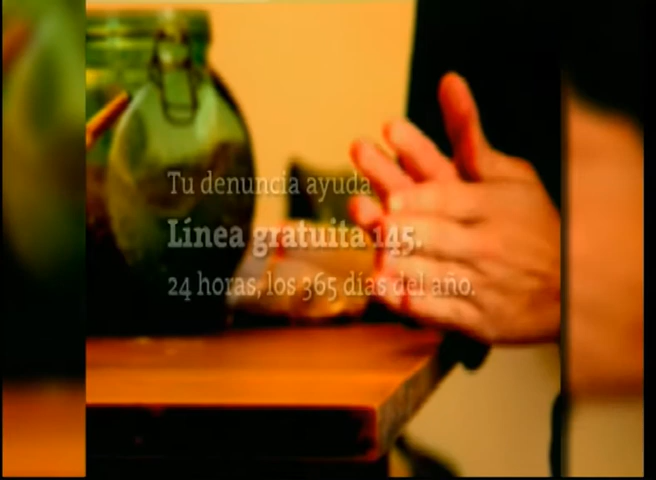 Tu denuncia ayuda
Línea gratuita 145.
24 horas, los 365 días del año.